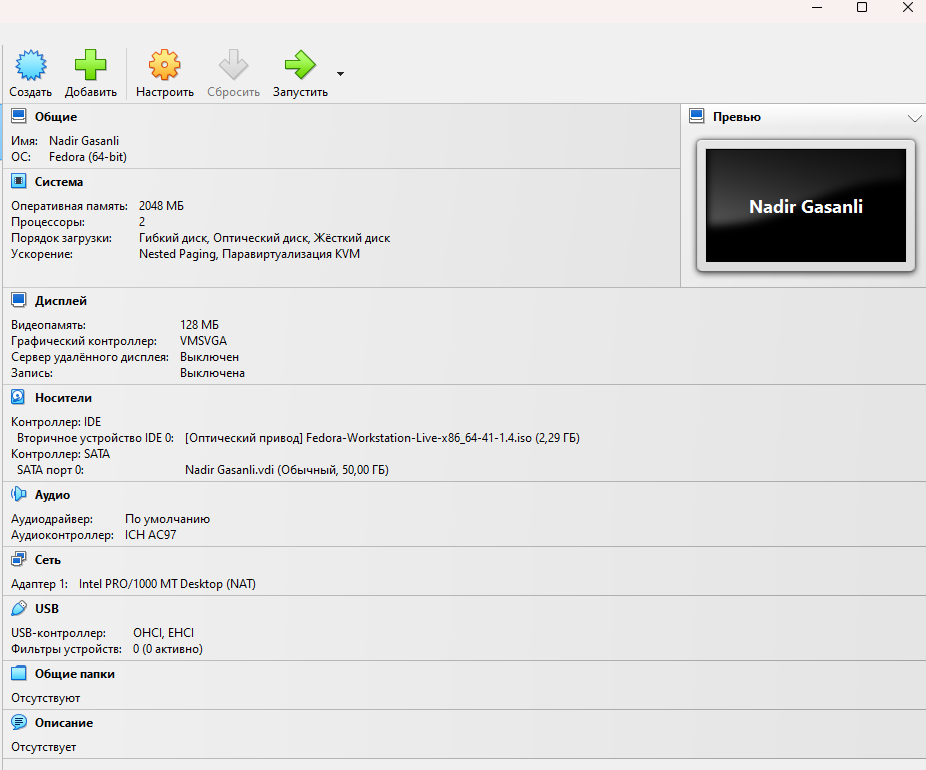 Создать Добавить Настроить Сбросить Запустить
Общие
Имя: Nadir Gasanli
ОС: Fedora (64-bit)
Превью
Nadir Gasanli
Система
Оперативная память: 2048 МБ
Процессоры: 2
Порядок загрузки: Гибкий диск, Оптический диск, Жёсткий диск
Ускорение: Nested Paging, Паравиртуализация KVM
Дисплей
Видеопамять: 128 МБ
Графический контроллер: VMSVGA
Сервер удалённого дисплея: Выключен
Запись: Выключена
Носители
Контроллер: IDE
Вторичное устройство IDE 0: [Оптический привод] Fedora-Workstation-Live-x86_64-41-1.4.iso (2,29 ГБ)
Контроллер: SATA
SATA порт 0: Nadir Gasanli.vdi (Обычный, 50,00 ГБ)
Аудио
Аудиодрайвер: По умолчанию
Аудиоконтроллер: ICH AC97
Сеть
Адаптер 1: Intel PRO/1000 MT Desktop (NAT)
USB
USB-контроллер: OHCI, EHCI
Фильтры устройств: 0 (0 активно)
Общие папки
Отсутствуют
Описание
Отсутствует